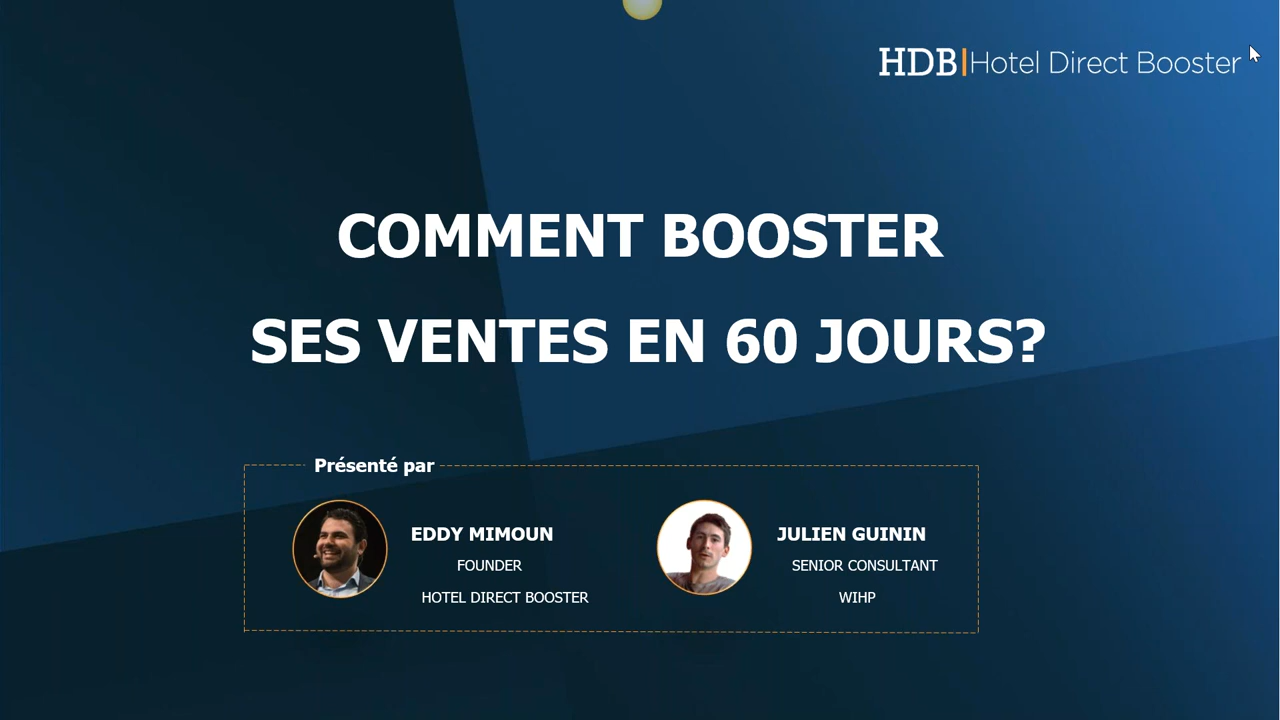 HDB|Hotel Direct Booster
COMMENT BOOSTER
SES VENTES EN 60 JOURS?
Présenté par
EDDY MIMOUN
FOUNDER
HOTEL DIRECT BOOSTER
JULIEN GUININ
SENIOR CONSULTANT
WIHP